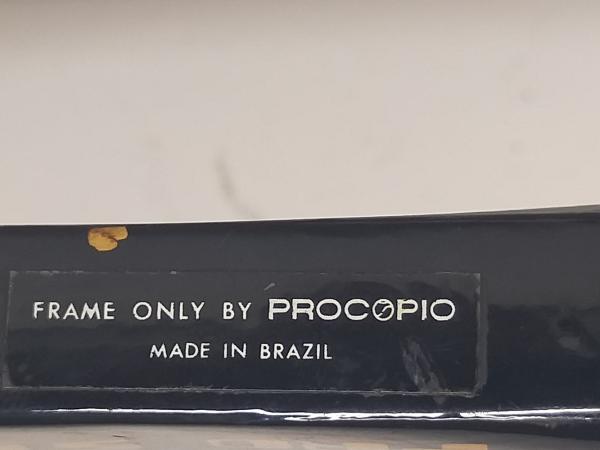 FRAME ONLY BY PROCOPIO
MADE IN BRAZIL